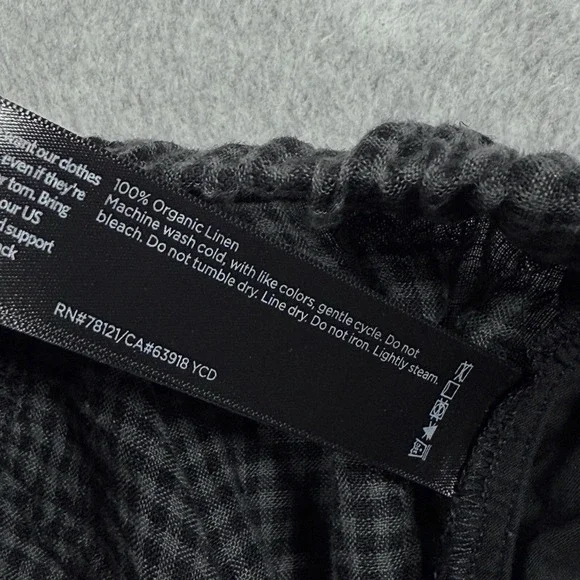 want our clothes
even if they're
torn. Bring
our US
support
100% Organic Linen
Machine wash cold, with like colors, gentle cycle. Do not
bleach. Do not tumble dry. Line dry. Do not iron. Lightly steam.
RN#78121/CA#63918 YCD